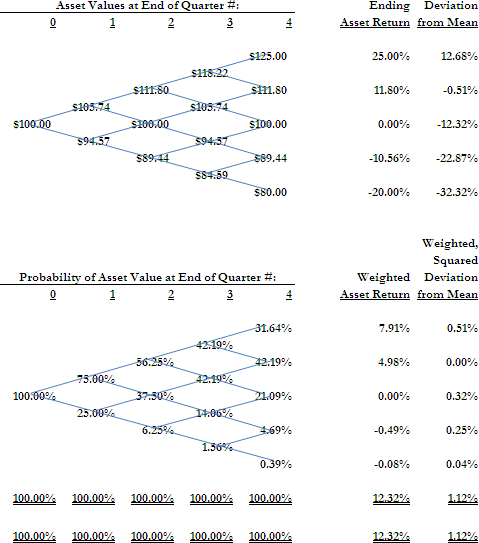 Asset Values at End of Quarter #: Ending Deviation
0 1 2 3 4 Asset Return from Mean
$125.00 25.00% 12.68%
$118.22
$111.80 $111.80 11.80% -0.51%
$105.74 $105.74
$100.00 $100.00 $100.00 0.00% -12.32%
$94.57 $94.57
$89.44 $89.44 -10.56% -22.87%
$84.59
$80.00 -20.00% -32.32%
Weighted,
Squared
Probability of Asset Value at End of Quarter #: Weighted Deviation
0 1 2 3 4 Asset Return from Mean
31.64% 7.91% 0.51%
42.19%
56.25% 42.19% 4.98% 0.00%
75.00% 42.19%
100.00% 37.50% 21.09% 0.00% 0.32%
25.00% 14.06%
6.25% 4.69% -0.49% 0.25%
1.56%
0.39% -0.08% 0.04%
100.00% 100.00% 100.00% 100.00% 100.00% 12.32% 1.12%
100.00% 100.00% 100.00% 100.00% 100.00% 12.32% 1.12%